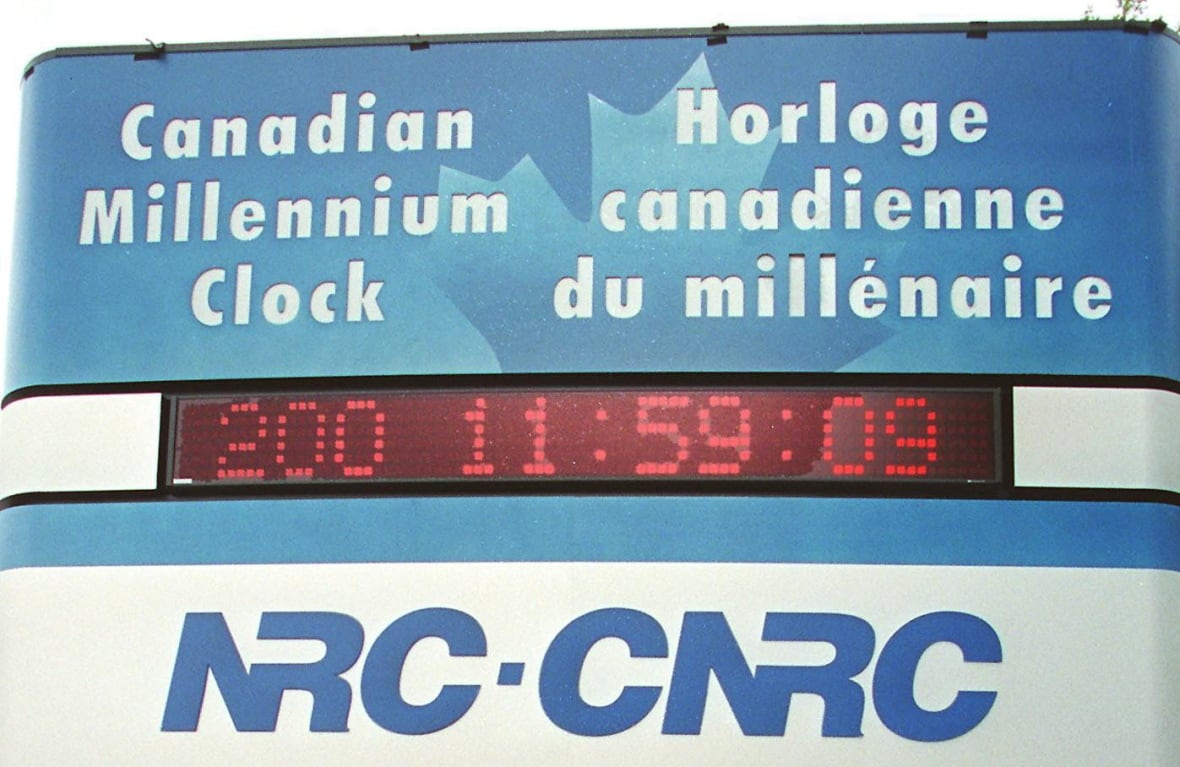 Canadian
Millennium
Clock
Horloge
canadienne
du millénaire
200 11:59:09
NRC·CNRC